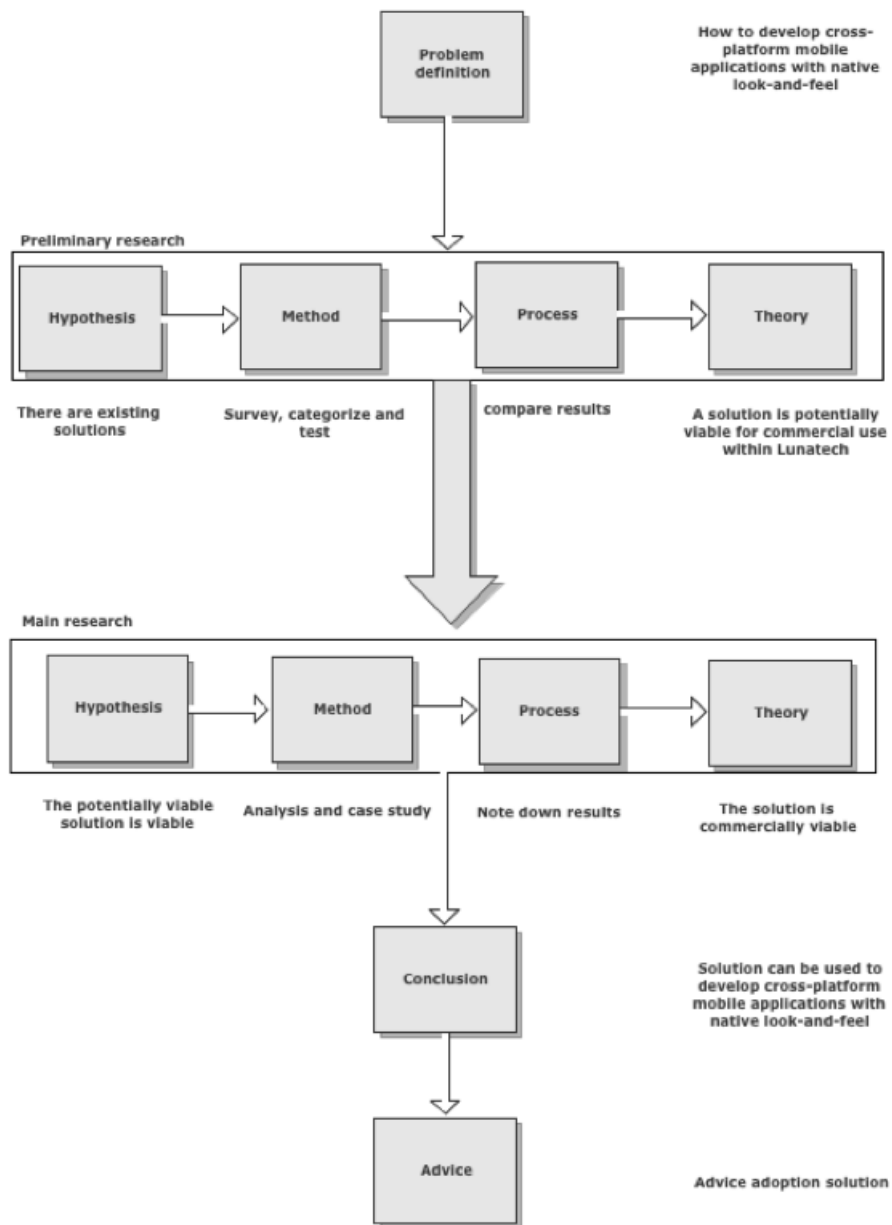 Problem
definition
How to develop cross-
platform mobile
applications with native
look-and-feel
Preliminary research
Hypothesis
Method
Process
Theory
There are existing
solutions
Survey, categorize and
test
compare results
A solution is potentially
viable for commercial use
within Lunatech
Main research
Hypothesis
Method
Process
Theory
The potentially viable
solution is viable
Analysis and case study
Note down results
The solution is
commercially viable
Conclusion
Solution can be used to
develop cross-platform
mobile applications with
native look-and-feel
Advice
Advice adoption solution